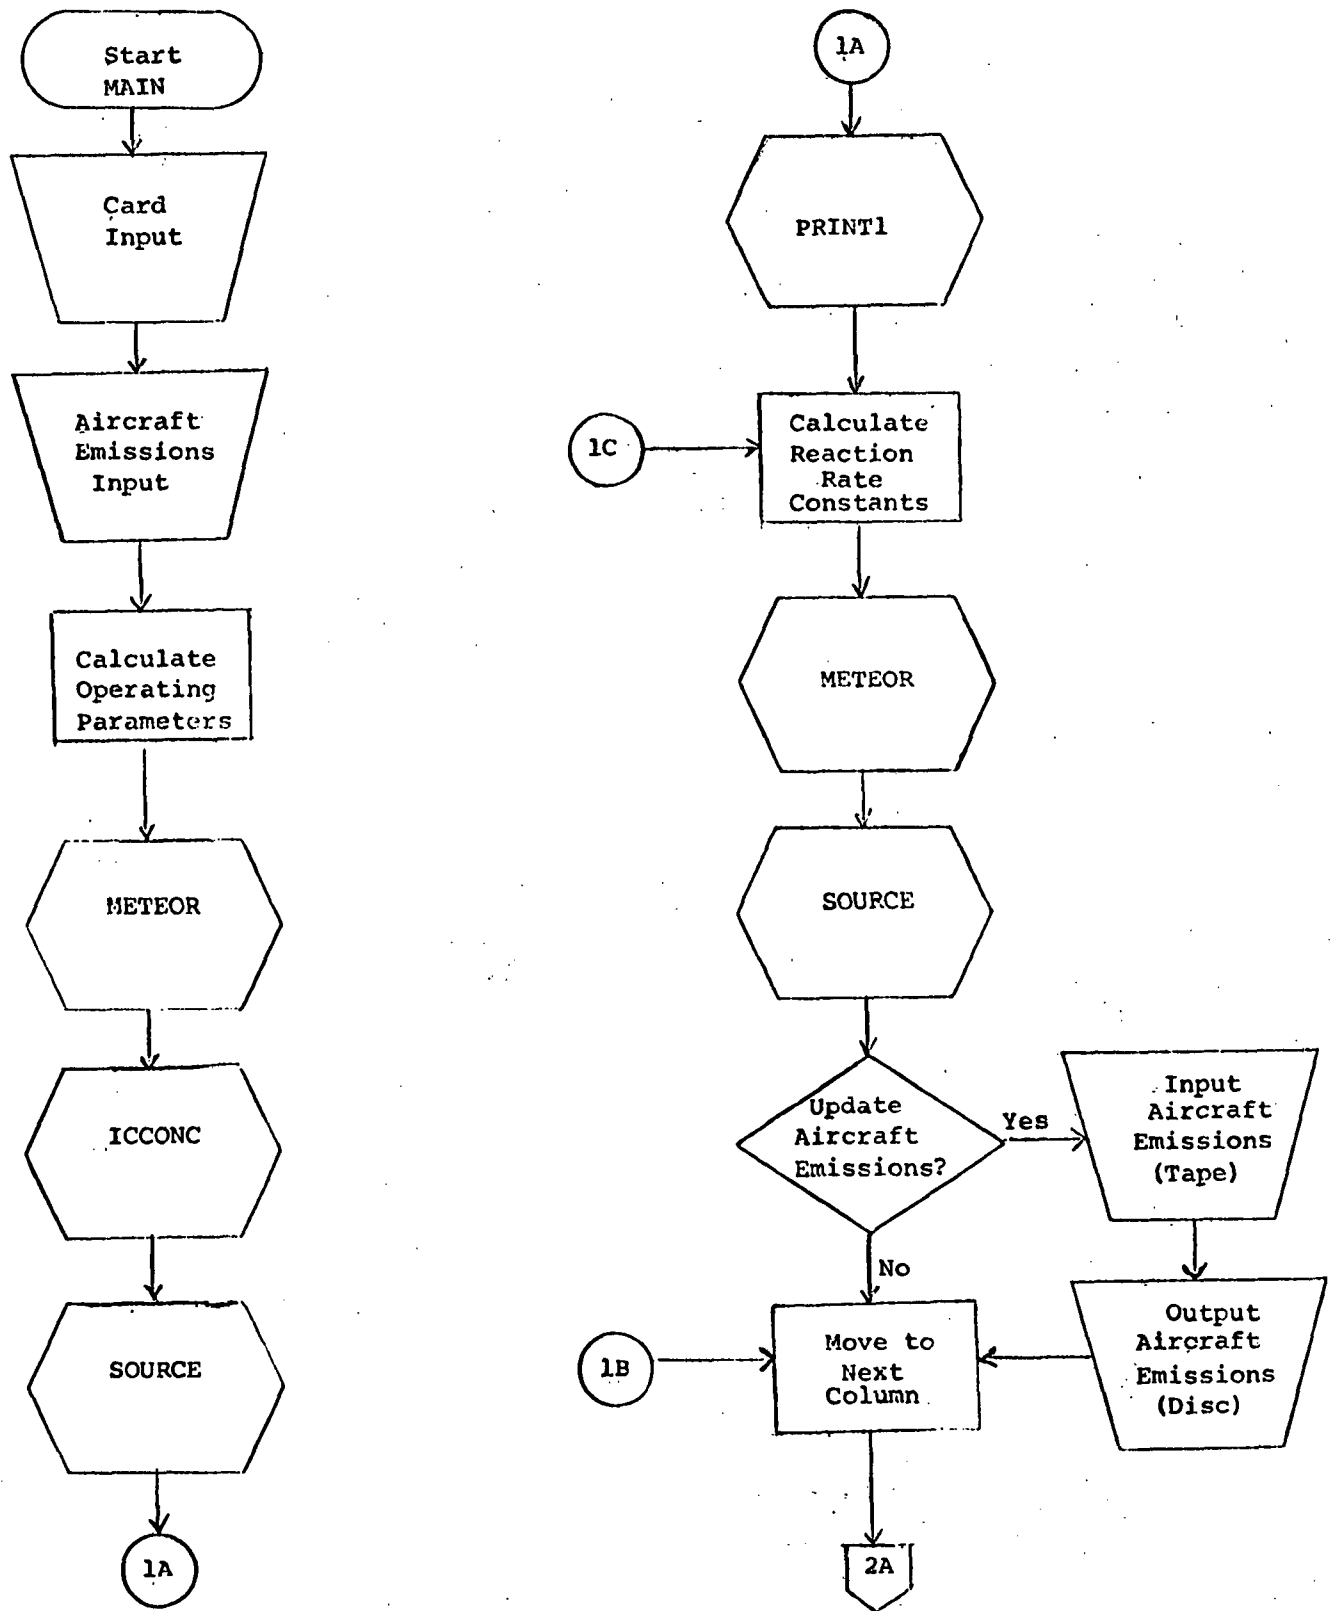 Start
MAIN
Card
Input
Aircraft
Emissions
Input
Calculate
Operating
Parameters
METEOR
ICCONC
SOURCE
1A
1A
PRINT1
1C
Calculate
Reaction
Rate
Constants
METEOR
SOURCE
Update
Aircraft
Emissions?
Yes
Input
Aircraft
Emissions
(Tape)
No
Output
Aircraft
Emissions
(Disc)
1B
Move to
Next
Column
2A